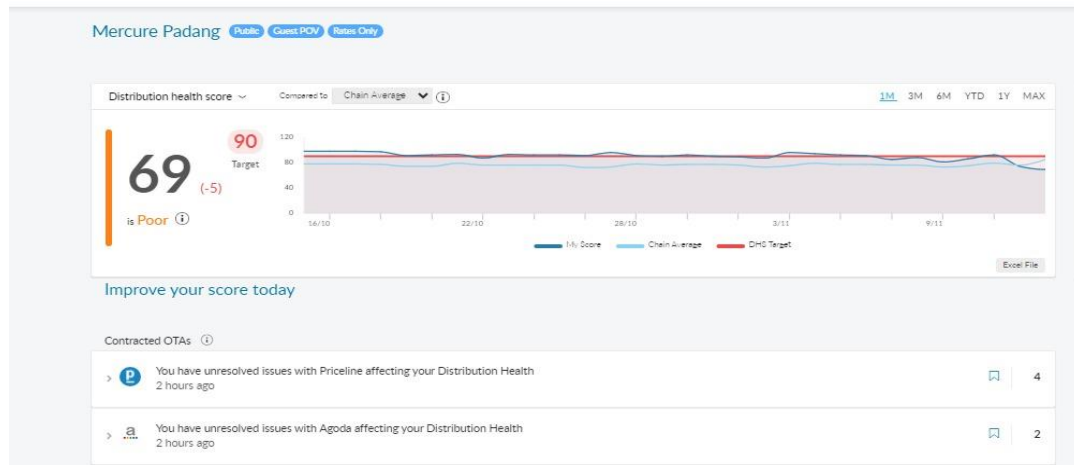 Mercure Padang Public Guest POV Rates Only
Distribution health score Compared to Chain Average 1M 3M 6M YTD 1Y MAX
90
Target
69 (-5)
is Poor
120
80
40
0
16/10 22/10 28/10 3/11 9/11
My Score Chain Average DHS Target
Excel File
Improve your score today
Contracted OTAs
You have unresolved issues with Priceline affecting your Distribution Health 4
2 hours ago
You have unresolved issues with Agoda affecting your Distribution Health 2
2 hours ago